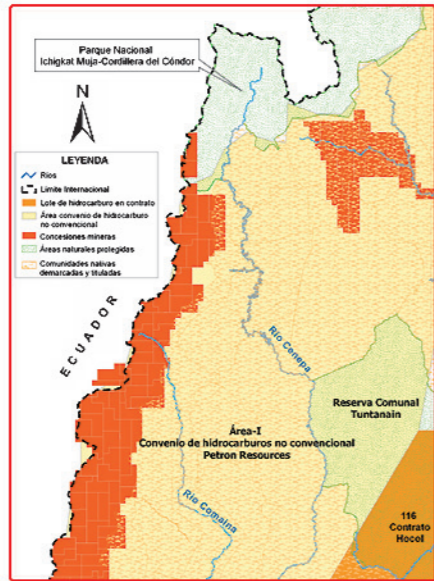 Parque Nacional
Ichigkat Muja-Cordillera del Cóndor
N
LEYENDA
Ríos
Límite Internacional
Lote de hidrocarburo en contrato
Área convenio de hidrocarburo
no convencional
Concesiones mineras
Áreas naturales protegidas
Comunidades nativas
demarcadas y tituladas
ECUADOR
Río Cenepa
Reserva Comunal
Tuntanain
Área-I
Convenio de hidrocarburos no convencional
Petron Resources
Río Comaina
116
Contrato
Hocol